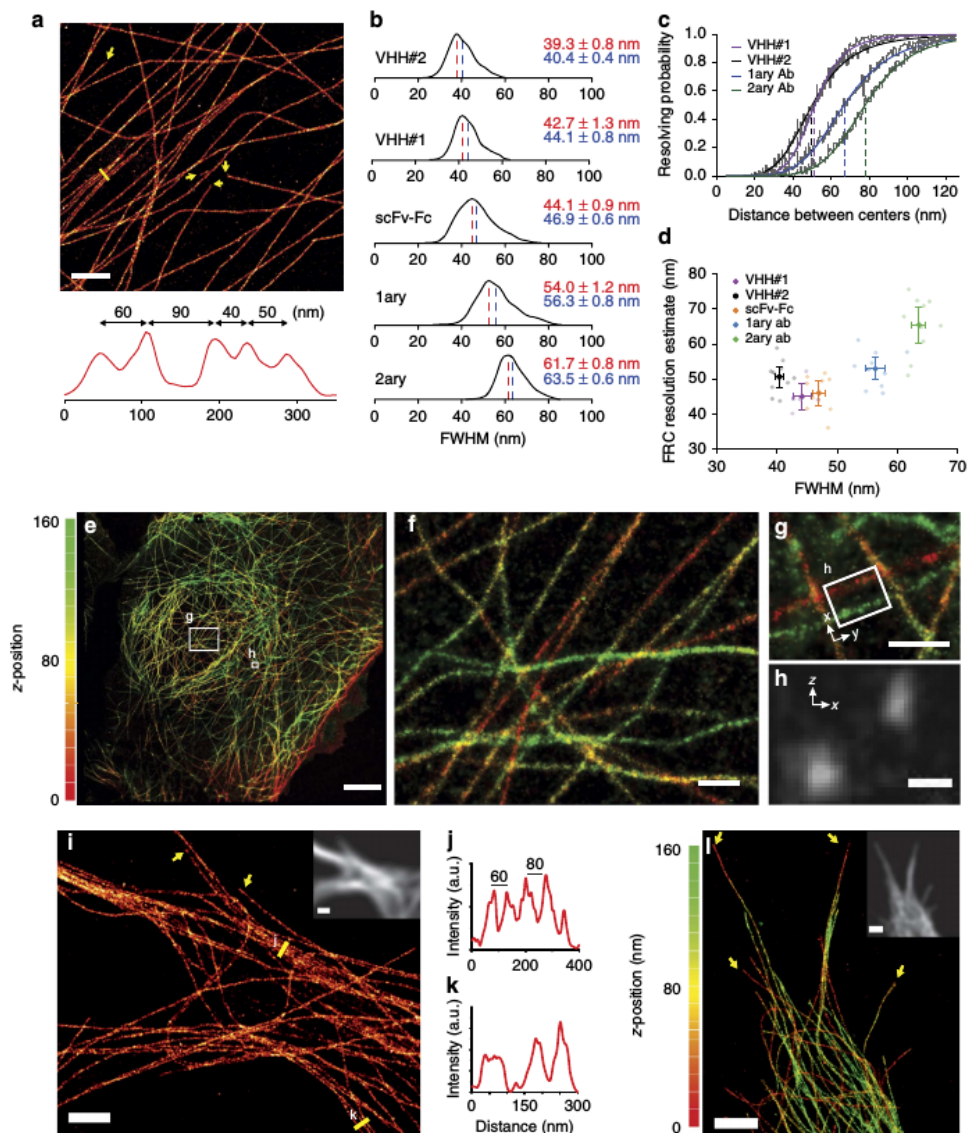 a
60 90 40 50 (nm)
0 100 200 300
b
VHH#2
39.3 ± 0.8 nm
40.4 ± 0.4 nm
0 20 40 60 80 100
VHH#1
42.7 ± 1.3 nm
44.1 ± 0.8 nm
0 20 40 60 80 100
scFv-Fc
44.1 ± 0.9 nm
46.9 ± 0.6 nm
0 20 40 60 80 100
1ary
54.0 ± 1.2 nm
56.3 ± 0.8 nm
0 20 40 60 80 100
2ary
61.7 ± 0.8 nm
63.5 ± 0.6 nm
0 20 40 60 80 100
FWHM (nm)
c
Resolving probability
1.0
0.8
0.6
0.4
0.2
0.0
VHH#1
VHH#2
1ary Ab
2ary Ab
0 20 40 60 80 100 120
Distance between centers (nm)
d
FRC resolution estimate (nm)
80
70
60
50
40
30
VHH#1
VHH#2
scFv-Fc
1ary ab
2ary ab
30 40 50 60 70
FWHM (nm)
z-position
160
80
0
e
g
h
f
g
h
x
y
h
z
x
i
j
k
j
Intensity (a.u.)
60 80
0 200 400
k
Intensity (a.u.)
0 150 300
Distance (nm)
z-position (nm)
160
80
0
l